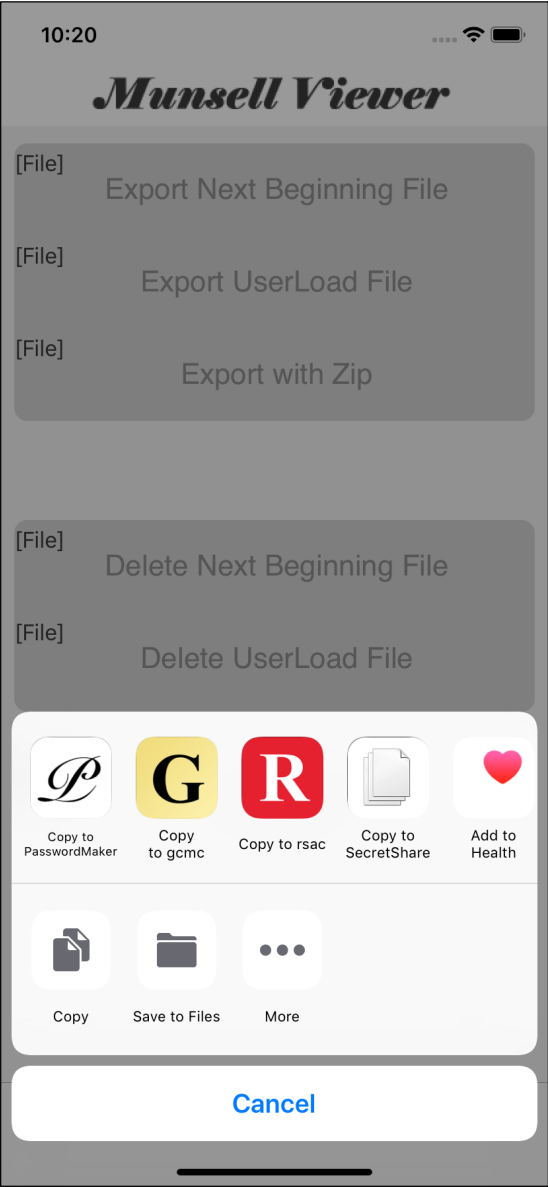 10:20
Munsell Viewer
[File]
Export Next Beginning File
[File]
Export UserLoad File
[File]
Export with Zip
[File]
Delete Next Beginning File
[File]
Delete UserLoad File
P
G
R
Copy to
PasswordMaker
Copy
to gcmc
Copy to rsac
Copy to
SecretShare
Add to
Health
Copy
Save to Files
More
Cancel